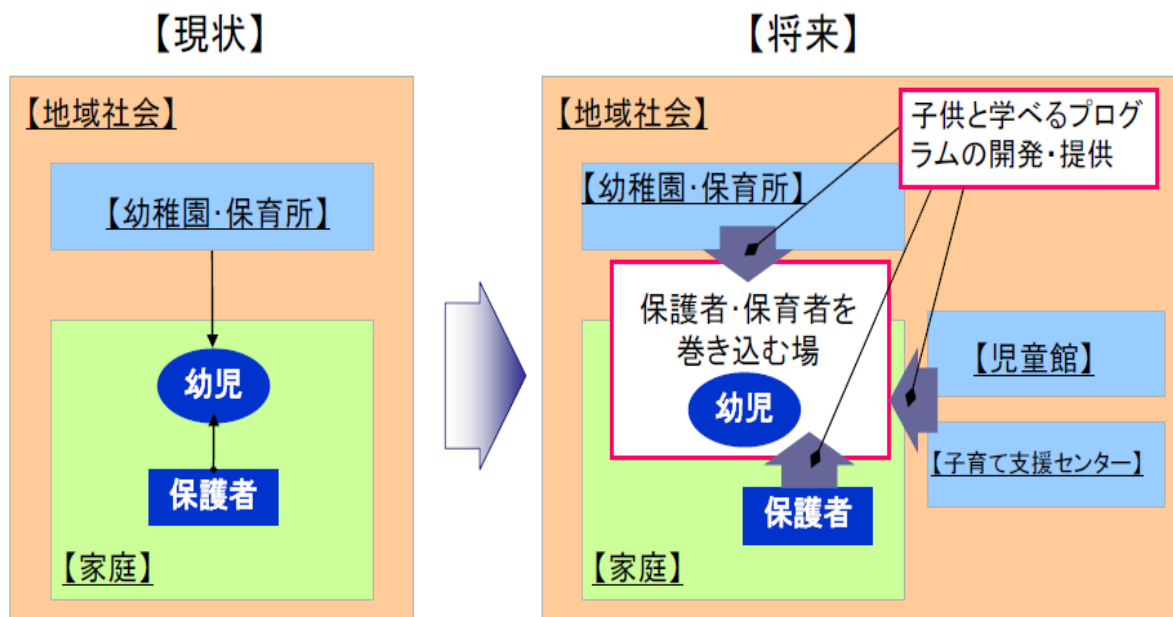 【現状】
【地域社会】
【幼稚園・保育所】
幼児
保護者
【家庭】
【将来】
【地域社会】
子供と学べるプログ
ラムの開発・提供
【幼稚園・保育所】
保護者・保育者を
巻き込む場
幼児
【児童館】
【子育て支援センター】
保護者
【家庭】